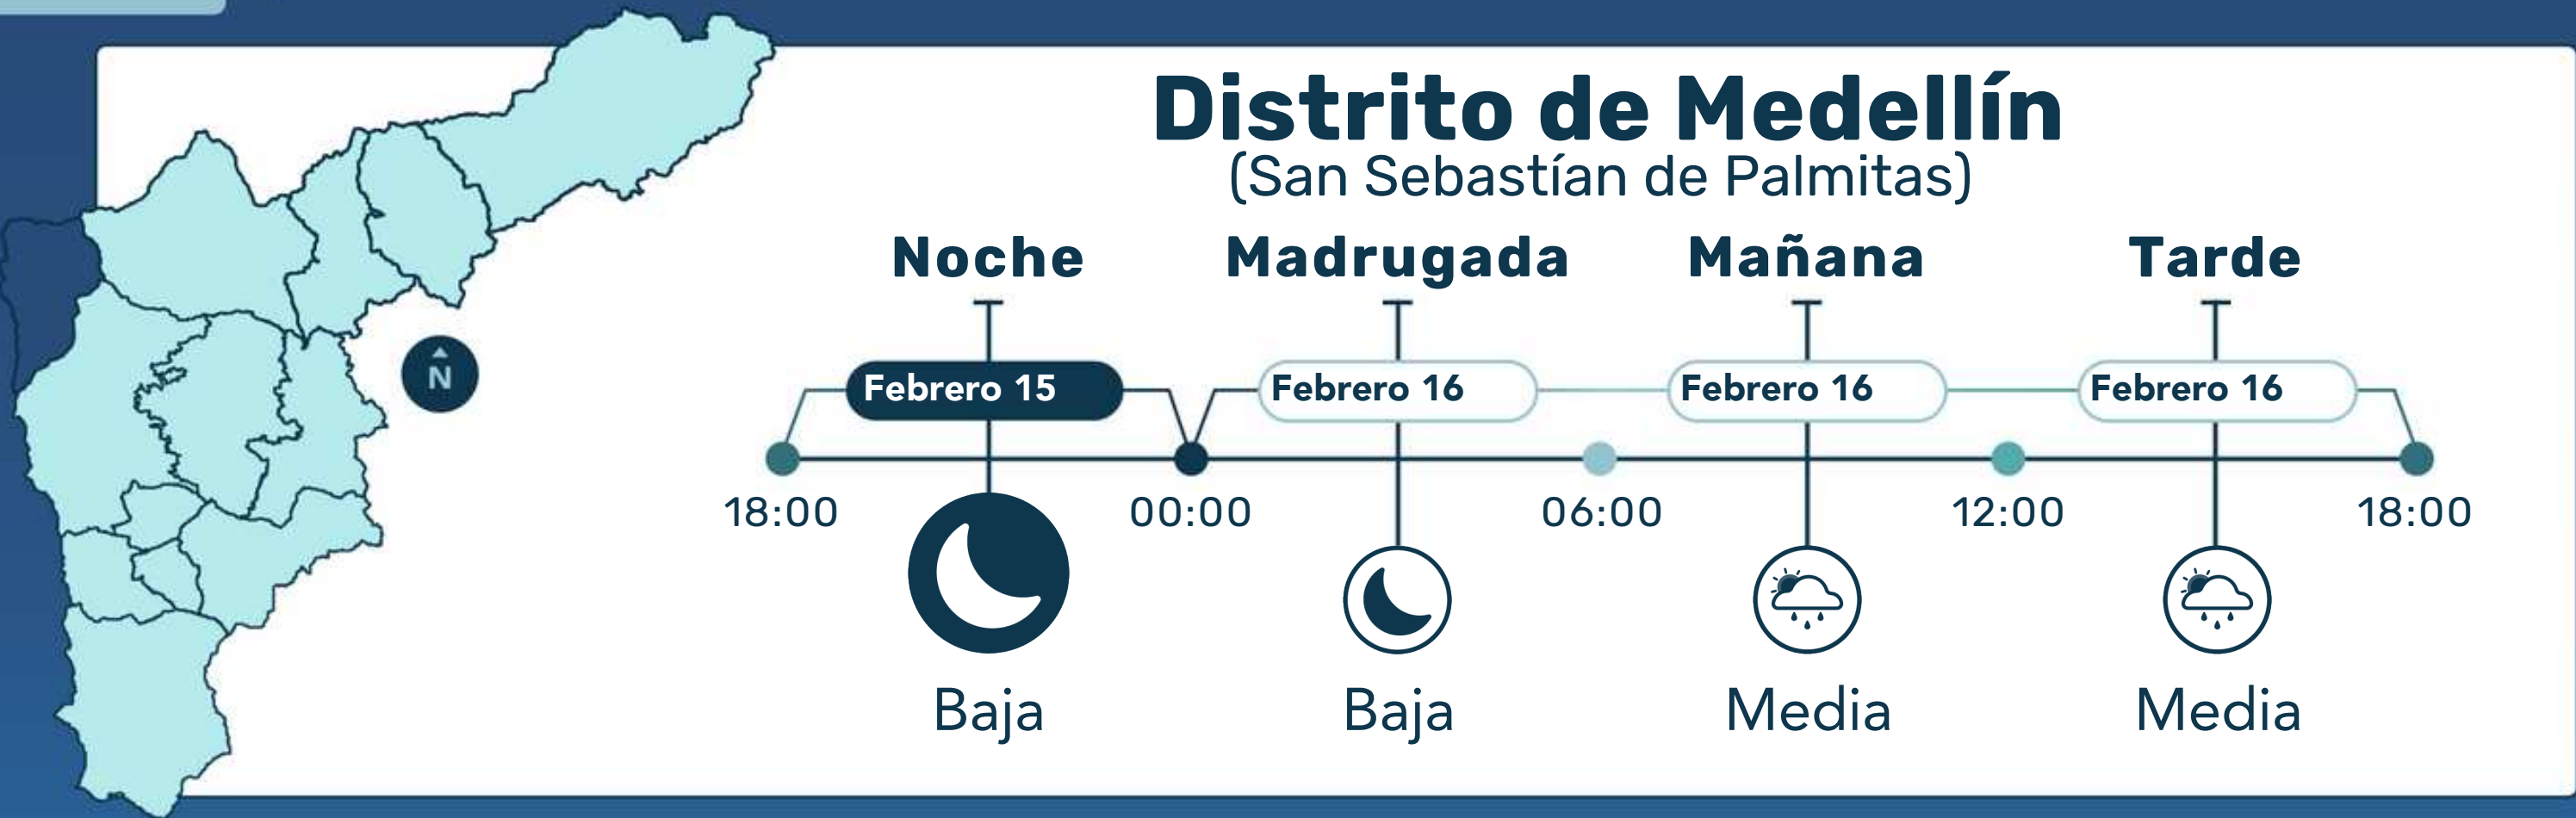 Distrito de Medellín
(San Sebastían de Palmitas)
Noche Madrugada Mañana Tarde
Febrero 15 Febrero 16 Febrero 16 Febrero 16
N
18:00 00:00 06:00 12:00 18:00
Baja Baja Media Media